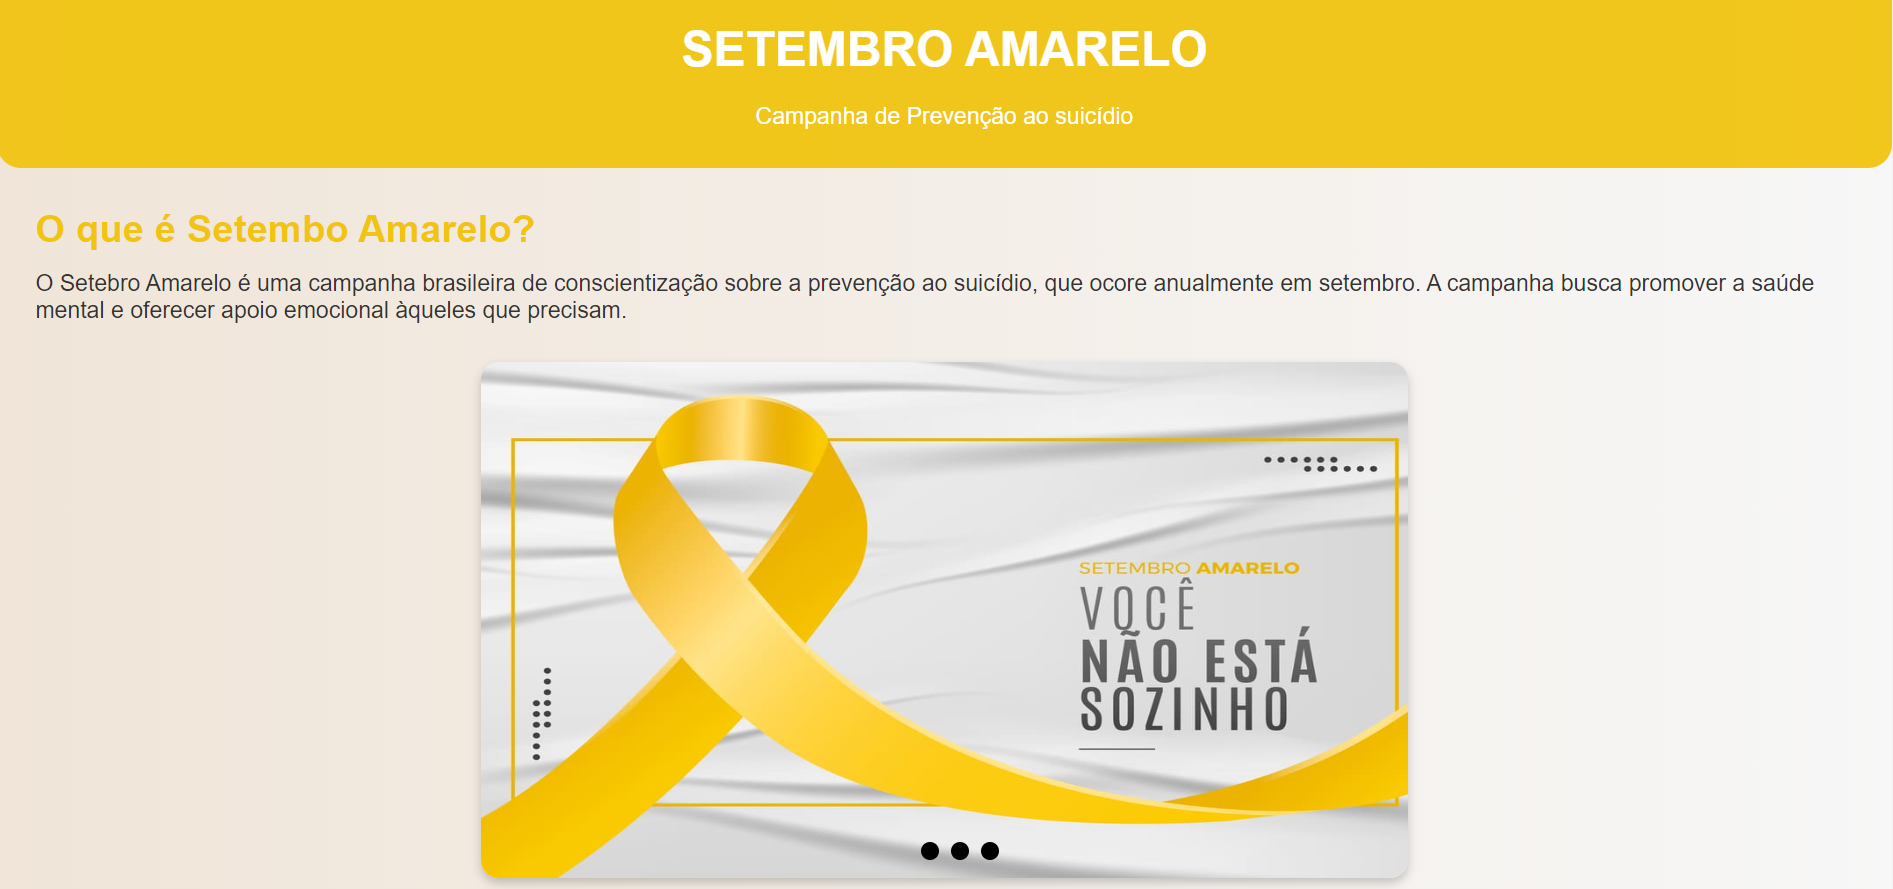 SETEMBRO AMARELO
Campanha de Prevenção ao suicídio
O que é Setembo Amarelo?
O Setebro Amarelo é uma campanha brasileira de conscientização sobre a prevenção ao suicídio, que ocore anualmente em setembro. A campanha busca promover a saúde
mental e oferecer apoio emocional àqueles que precisam.
SETEMBRO AMARELO
VOCÊ
NÃO ESTÁ
SOZINHO